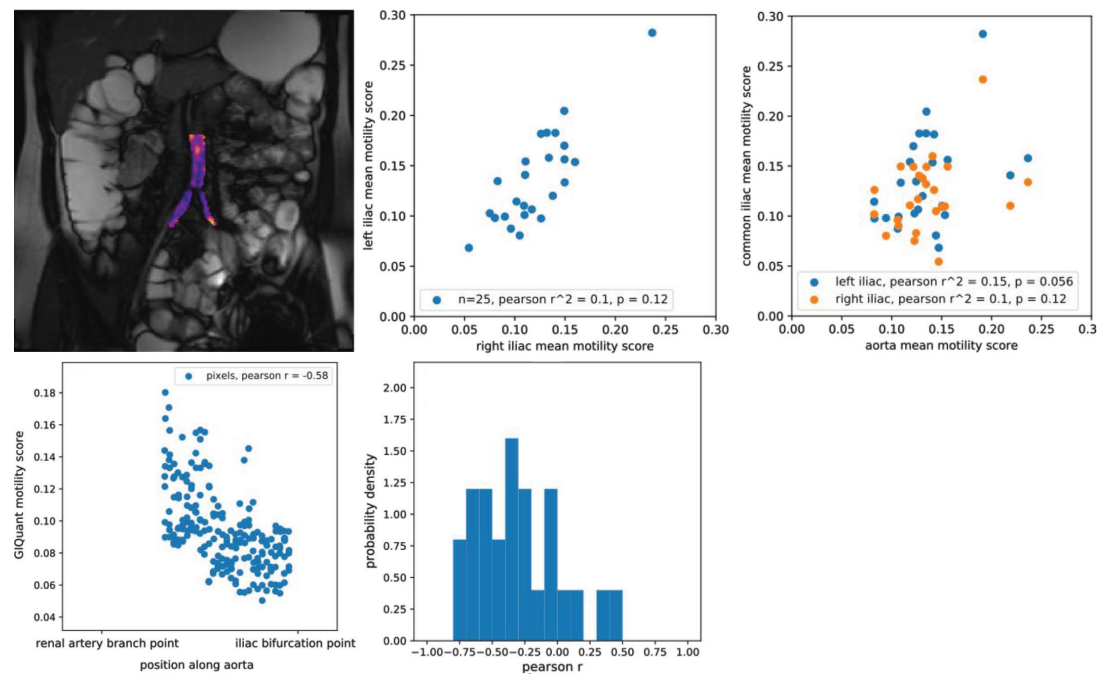 0.30
0.25
0.20
0.15
0.10
0.05
0.00
left iliac mean motility score
n=25, pearson r^2 = 0.1, p = 0.12
0.00 0.05 0.10 0.15 0.20 0.25 0.30
right iliac mean motility score
0.30
0.25
0.20
0.15
0.10
0.05
0.00
common iliac mean motility score
left iliac, pearson r^2 = 0.15, p = 0.056
right iliac, pearson r^2 = 0.1, p = 0.12
0.00 0.05 0.10 0.15 0.20 0.25 0.3
aorta mean motility score
pixels, pearson r = -0.58
0.18
0.16
0.14
0.12
0.10
0.08
0.06
0.04
GIQuant motility score
renal artery branch point iliac bifurcation point
position along aorta
2.00
1.75
1.50
1.25
1.00
0.75
0.50
0.25
0.00
probability density
−1.00 −0.75 −0.50 −0.25 0.00 0.25 0.50 0.75 1.00
pearson r